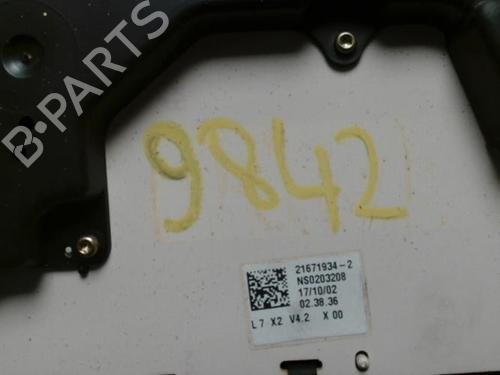 B-PARTS
9842
21671934-2
NS0203208
17/10/02
02.38.36
L7 X2 V4.2 X 00